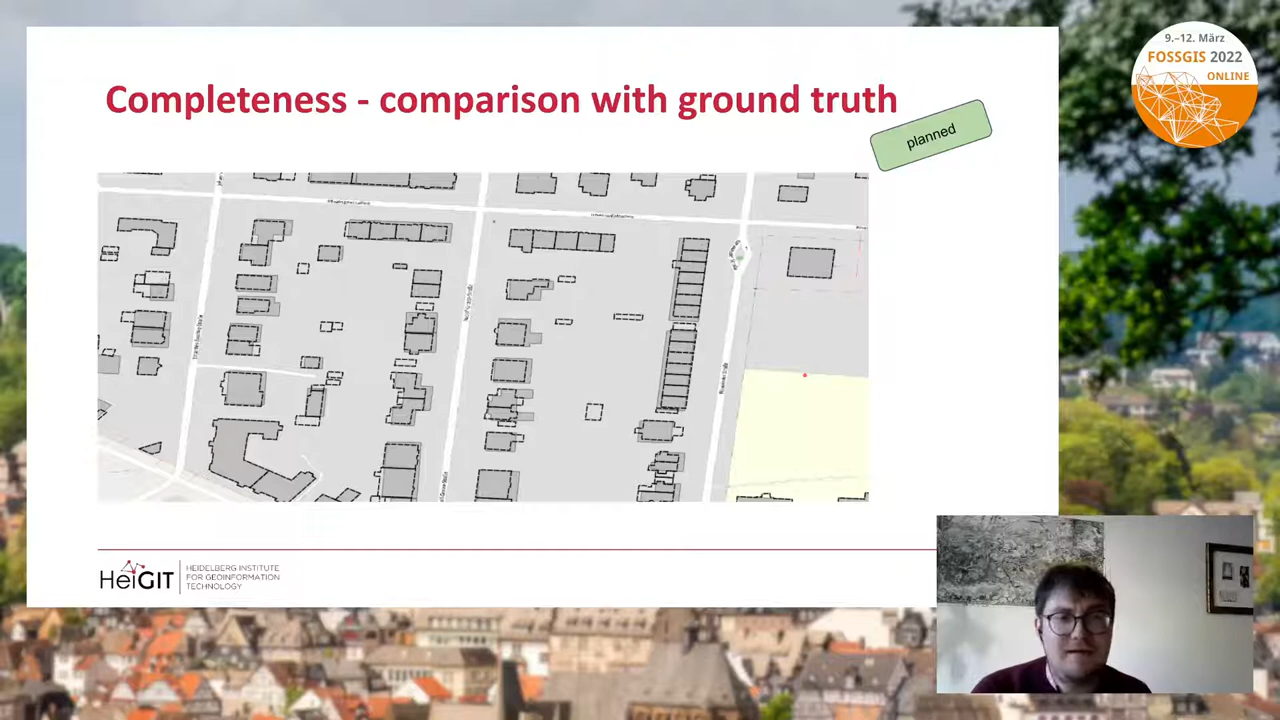 9.–12. März
FOSSGIS 2022
ONLINE
Completeness - comparison with ground truth
planned
HeiGIT
HEIDELBERG INSTITUTE
FOR GEOINFORMATION
TECHNOLOGY